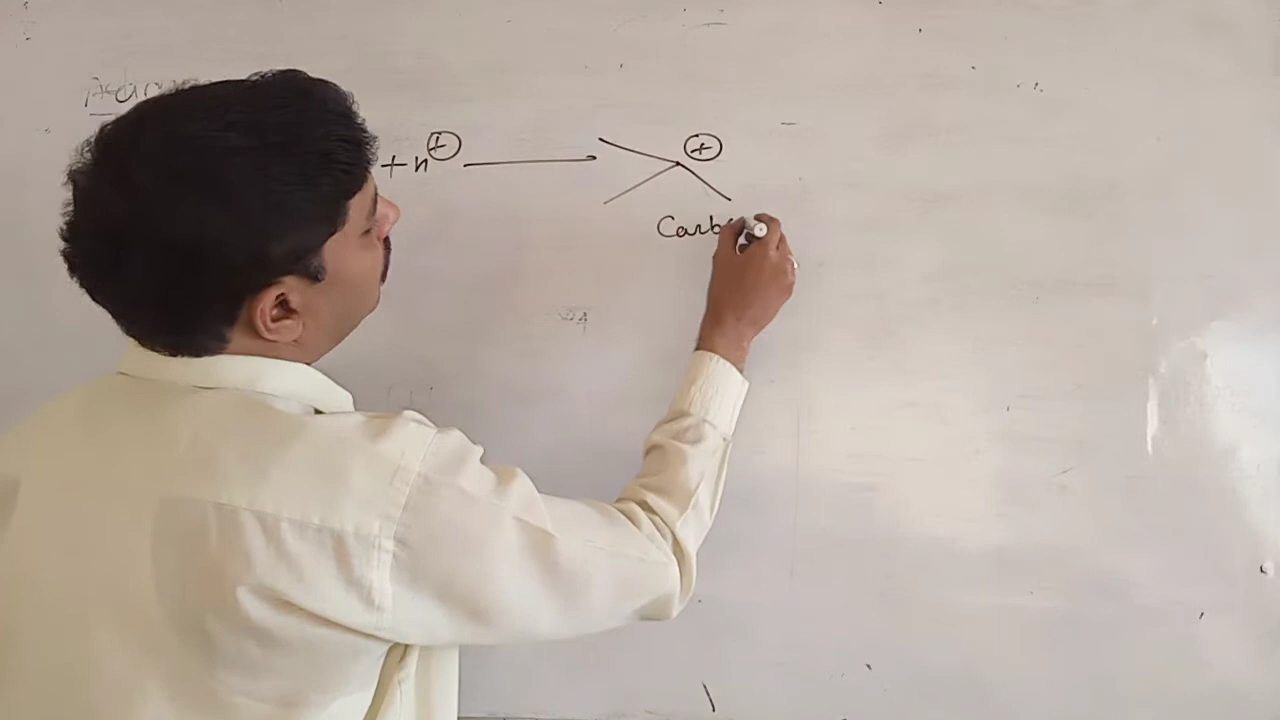 + H⊕ ⟶ ⊕
Carb